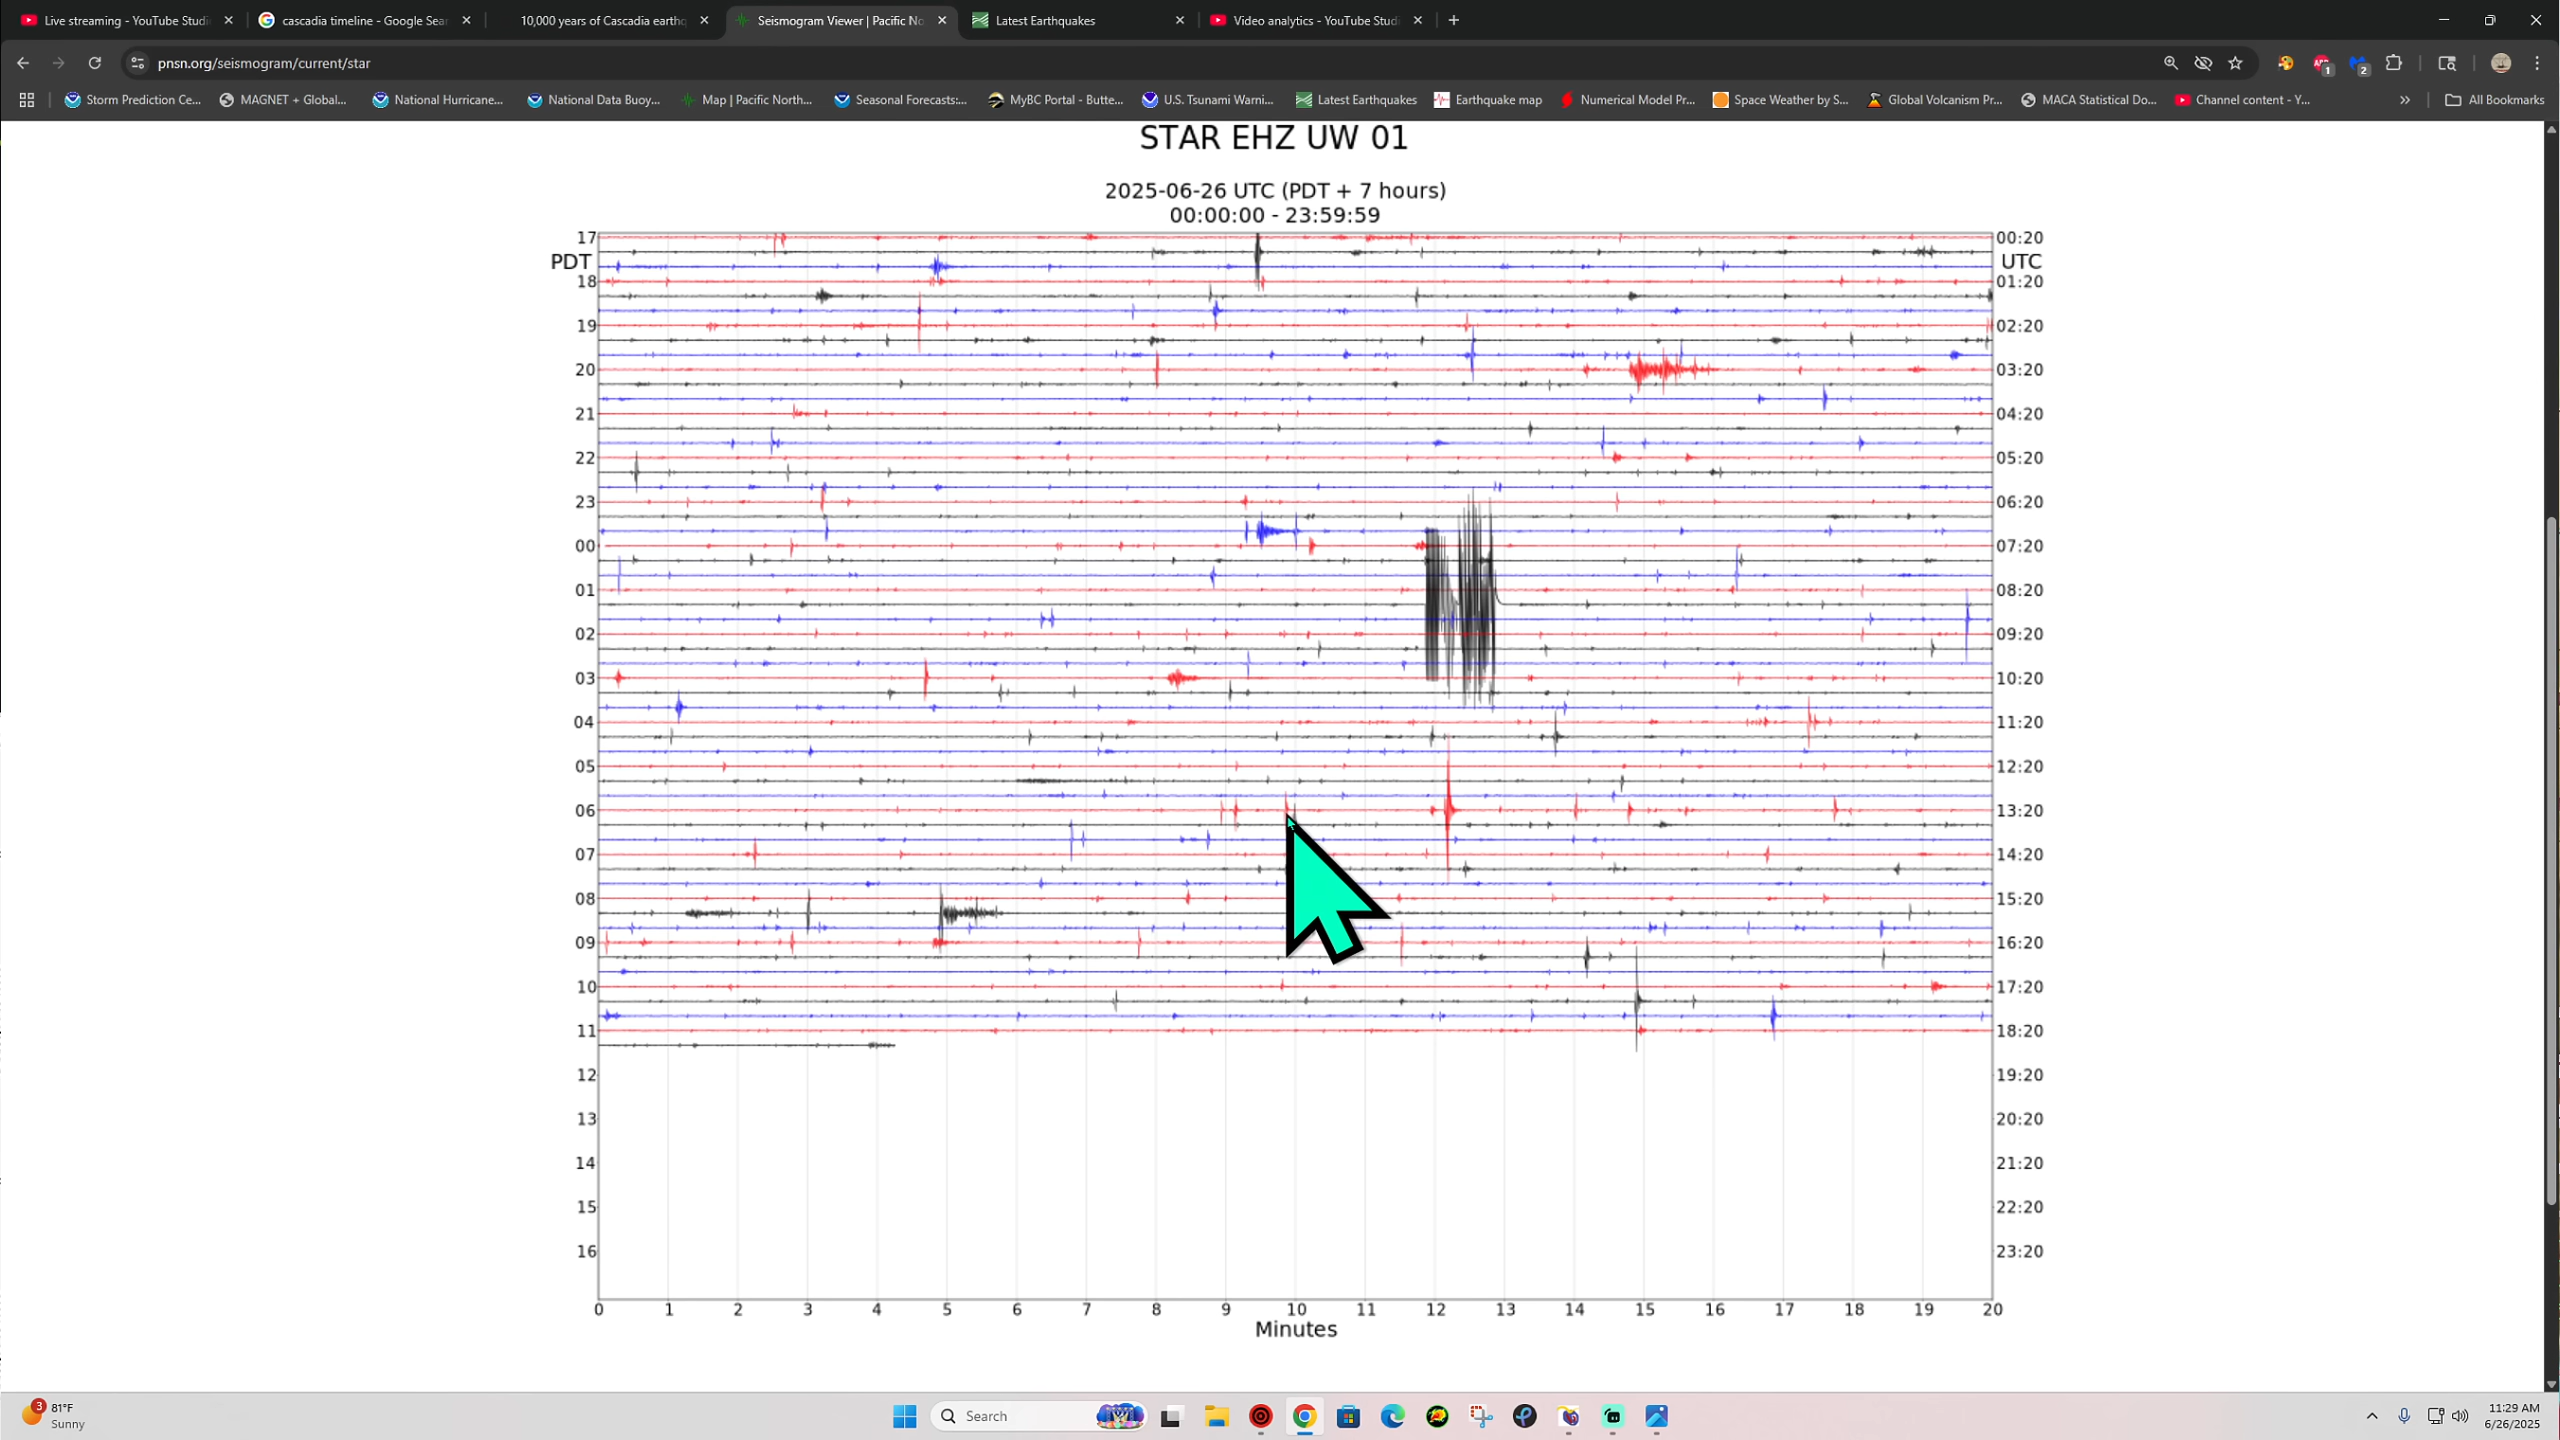 Live streaming - YouTube Studi
cascadia timeline - Google Sear
10,000 years of Cascadia earthq
Seismogram Viewer | Pacific No
Latest Earthquakes
Video analytics - YouTube Studi
pnsn.org/seismogram/current/star
Storm Prediction Ce...
MAGNET + Global...
National Hurricane...
National Data Buoy...
Map | Pacific North...
Seasonal Forecasts:...
MyBC Portal - Butte...
U.S. Tsunami Warni...
Latest Earthquakes
Earthquake map
Numerical Model Pr...
Space Weather by S...
Global Volcanism Pr...
MACA Statistical Do...
Channel content - Y...
All Bookmarks
STAR EHZ UW 01
2025-06-26 UTC (PDT + 7 hours)
00:00:00 - 23:59:59
17 00:20
PDT UTC
18 01:20
19 02:20
20 03:20
21 04:20
22 05:20
23 06:20
00 07:20
01 08:20
02 09:20
03 10:20
04 11:20
05 12:20
06 13:20
07 14:20
08 15:20
09 16:20
10 17:20
11 18:20
12 19:20
13 20:20
14 21:20
15 22:20
16 23:20
0 1 2 3 4 5 6 7 8 9 10 11 12 13 14 15 16 17 18 19 20
Minutes
3
81°F
Sunny
Search
11:29 AM
6/26/2025